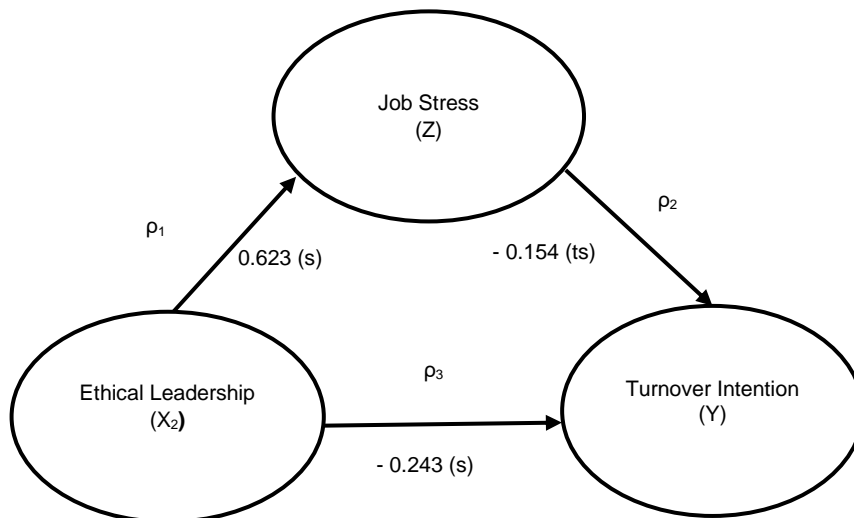 Job Stress
(Z)
ρ₁
ρ₂
0.623 (s)
- 0.154 (ts)
Ethical Leadership
(X₂)
ρ₃
Turnover Intention
(Y)
- 0.243 (s)